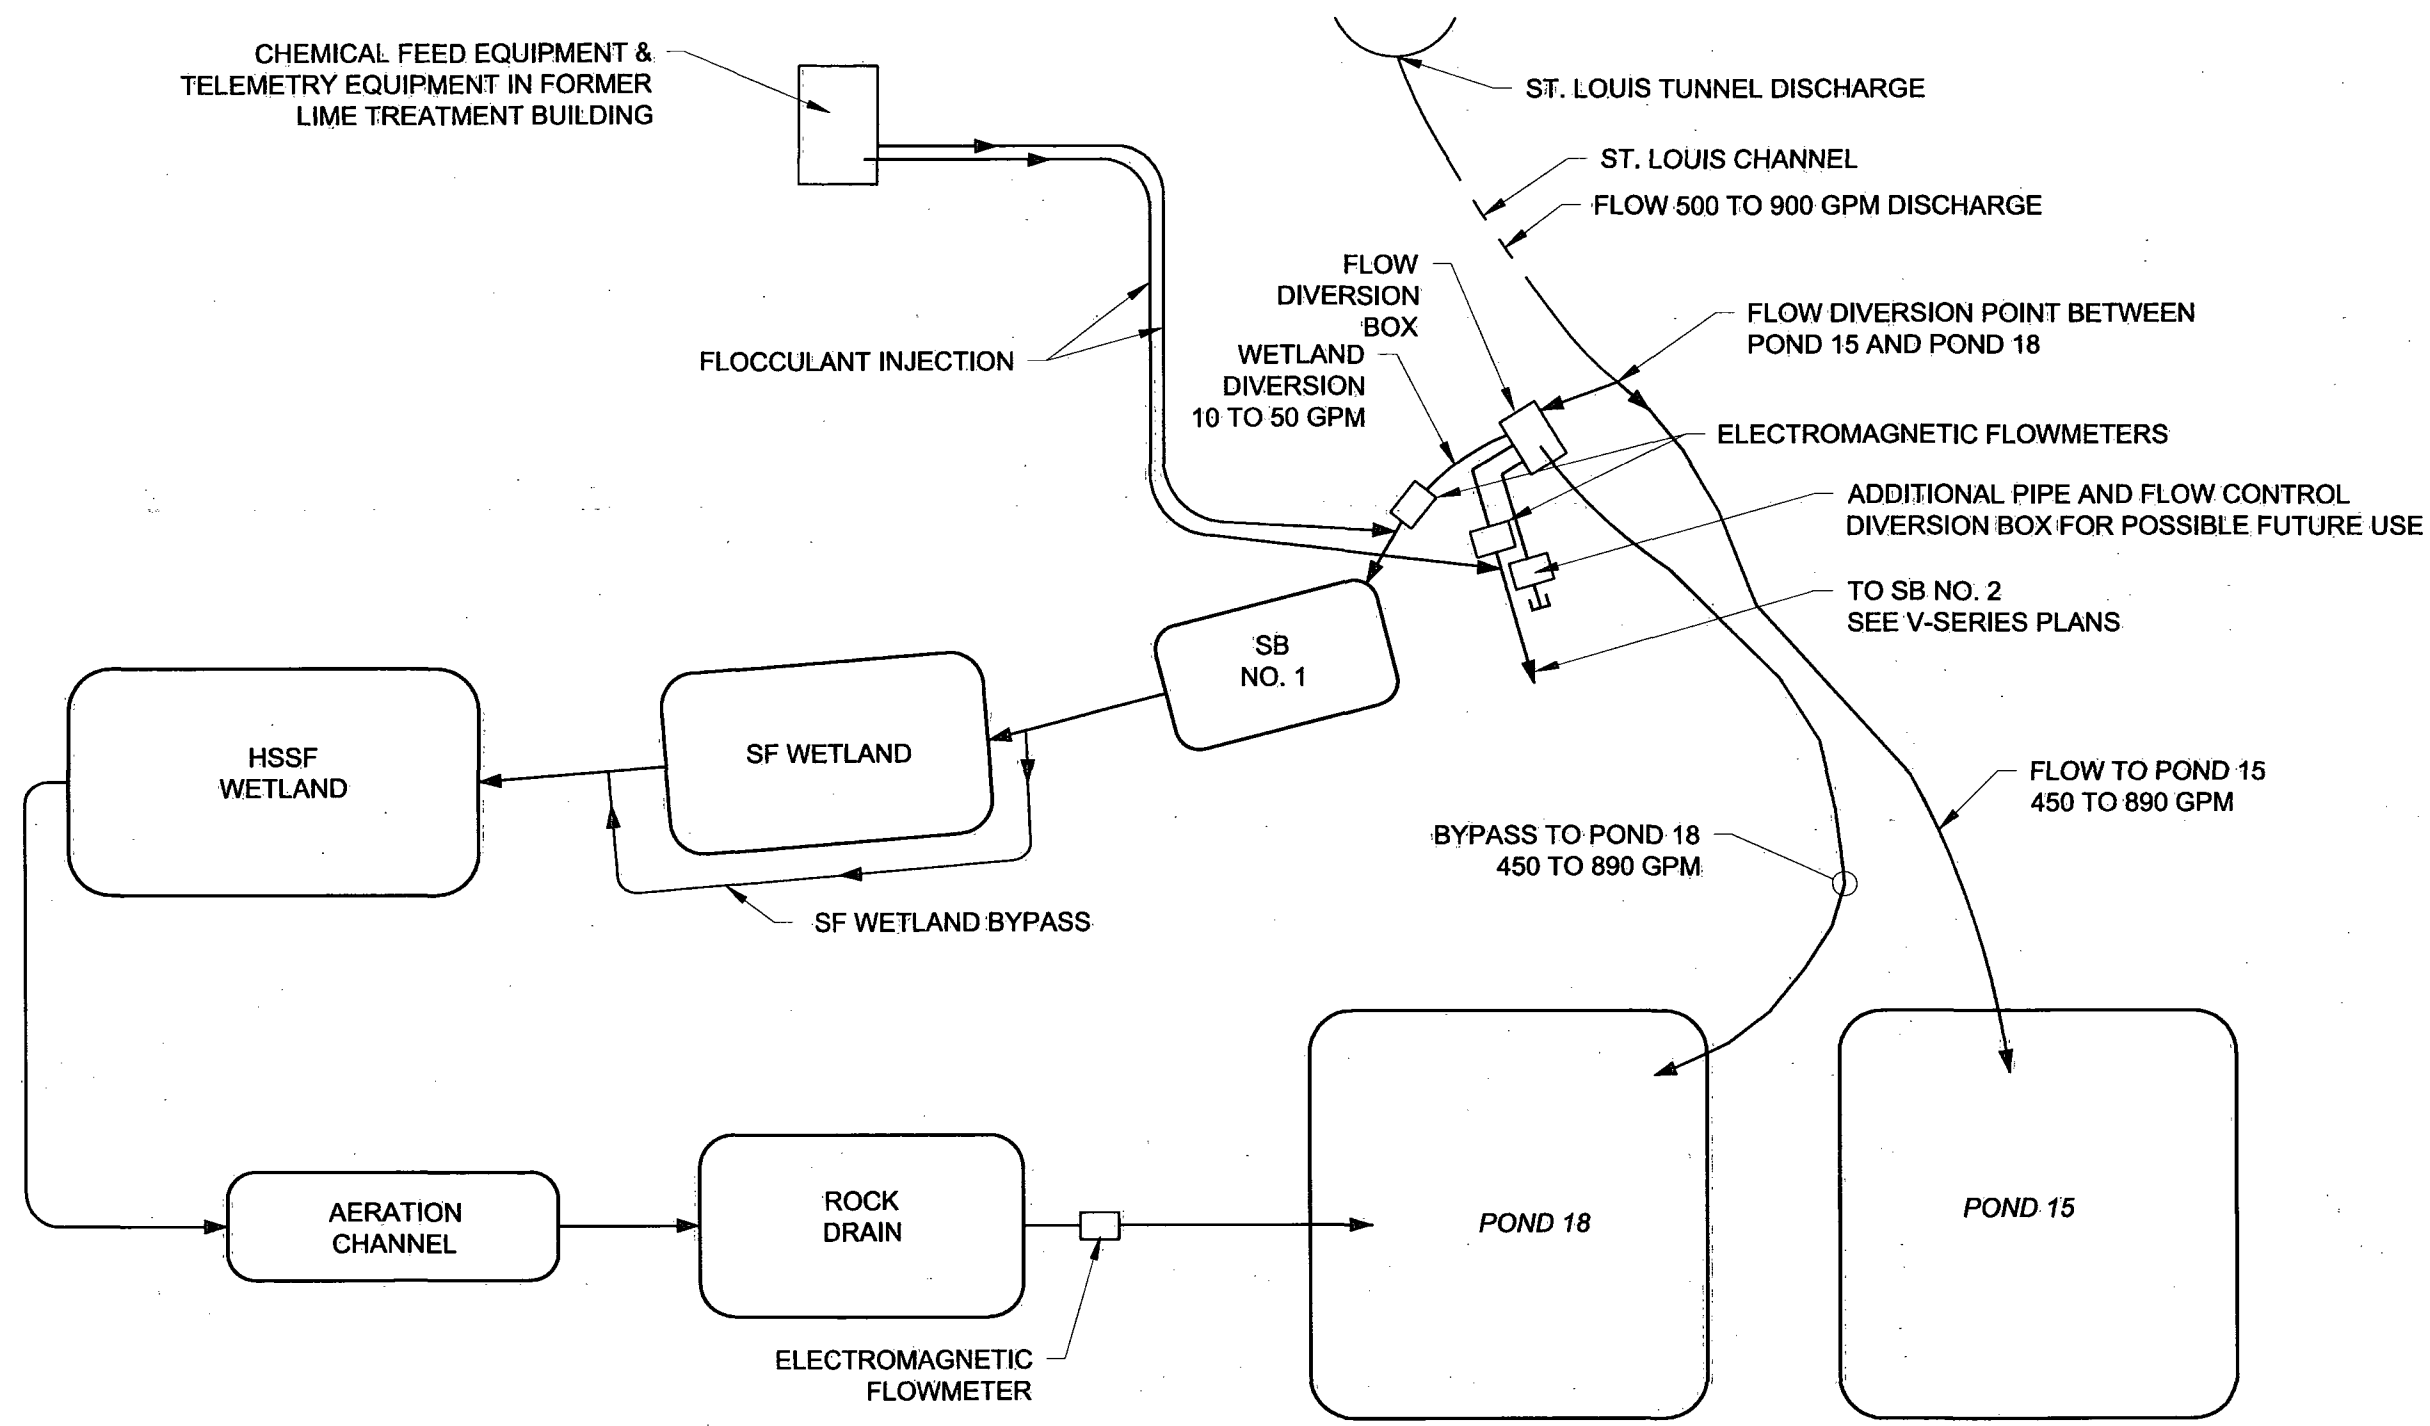 CHEMICAL FEED EQUIPMENT &
TELEMETRY EQUIPMENT IN FORMER
LIME TREATMENT BUILDING
ST. LOUIS TUNNEL DISCHARGE
ST. LOUIS CHANNEL
FLOW 500 TO 900 GPM DISCHARGE
FLOW
DIVERSION
BOX
FLOW DIVERSION POINT BETWEEN
POND 15 AND POND 18
FLOCCULANT INJECTION
WETLAND
DIVERSION
10 TO 50 GPM
ELECTROMAGNETIC FLOWMETERS
ADDITIONAL PIPE AND FLOW CONTROL
DIVERSION BOX FOR POSSIBLE FUTURE USE
TO SB NO. 2
SEE V-SERIES PLANS
SB
NO. 1
SF WETLAND
HSSF
WETLAND
FLOW TO POND 15
450 TO 890 GPM
BYPASS TO POND 18
450 TO 890 GPM
SF WETLAND BYPASS
AERATION
CHANNEL
ROCK
DRAIN
POND 18
POND 15
ELECTROMAGNETIC
FLOWMETER